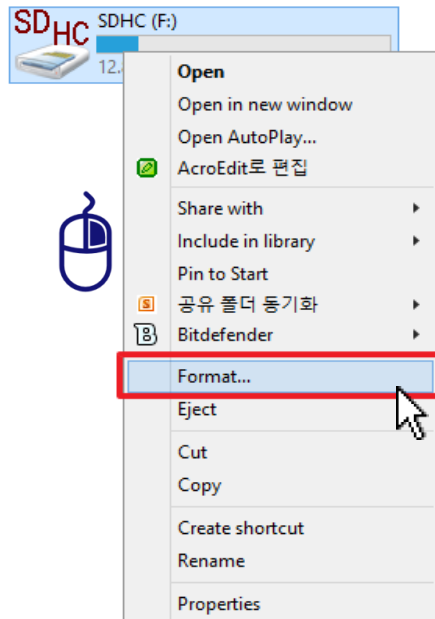 SDHC SDHC (F:)
12.
Open
Open in new window
Open AutoPlay...
AcroEdit로 편집
Share with
Include in library
Pin to Start
S 공유 폴더 동기화
B Bitdefender
Format...
Eject
Cut
Copy
Create shortcut
Rename
Properties